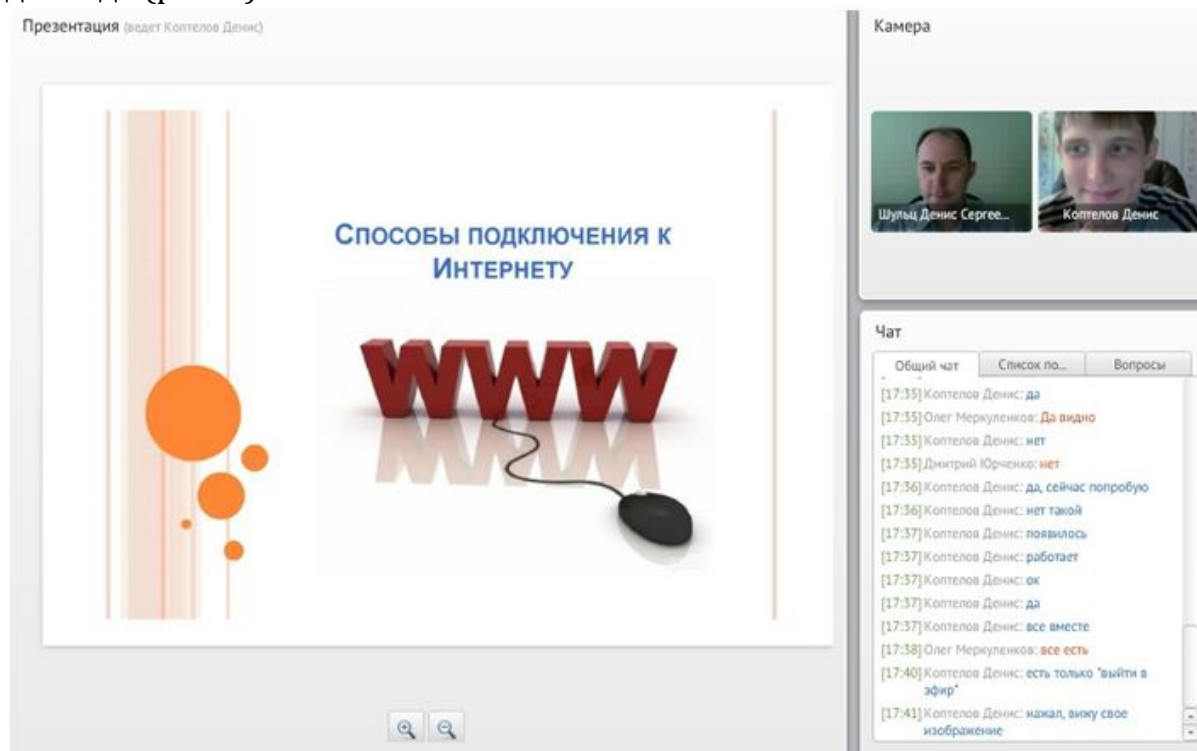 Презентация (ведет Коптелов Денис)
СПОСОБЫ ПОДКЛЮЧЕНИЯ К
ИНТЕРНЕТУ
WWW
Камера
Шульц Денис Сергее...
Коптелов Денис
Чат
Общий чат
Список по...
Вопросы
[17:35] Коптелов Денис: да
[17:35] Олег Меркуленков: Да видно
[17:35] Коптелов Денис: нет
[17:35] Дмитрий Юрченко: нет
[17:36] Коптелов Денис: да, сейчас попробую
[17:36] Коптелов Денис: нет такой
[17:37] Коптелов Денис: появилось
[17:37] Коптелов Денис: работает
[17:37] Коптелов Денис: ок
[17:37] Коптелов Денис: да
[17:37] Коптелов Денис: все вместе
[17:38] Олег Меркуленков: все есть
[17:40] Коптелов Денис: есть только "выйти в
эфир"
[17:41] Коптелов Денис: нажал, вижу свое
изображение